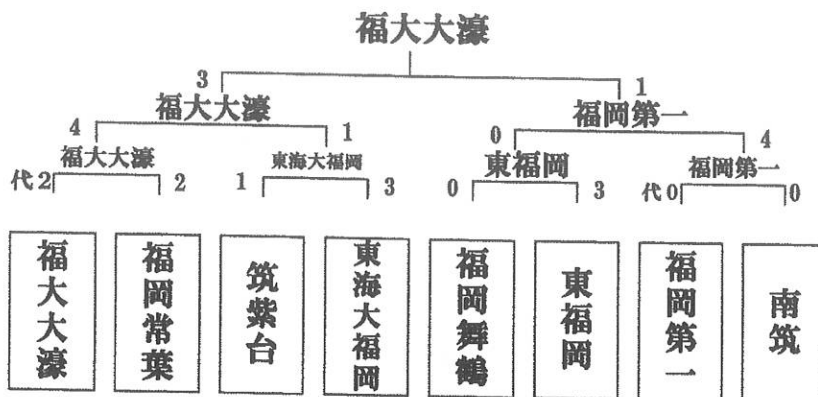 福大大濠
3 1
福大大濠 福岡第一
4 1 0 4
福大大濠 東海大福岡 東福岡 福岡第一
代2 2 1 3 0 3 代0 0
福大大濠
福岡常葉
筑紫台
東海大福岡
福岡舞鶴
東福岡
福岡第一
南筑